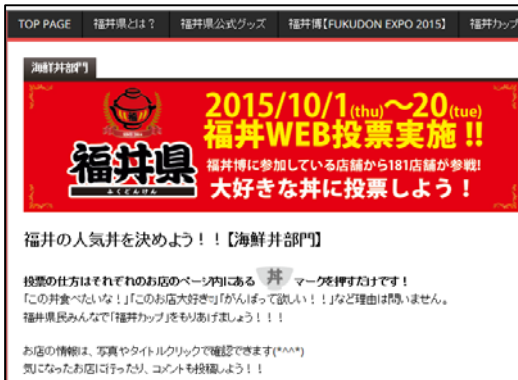 TOP PAGE 福丼県とは？ 福丼県公式グッズ 福丼博【FUKUDON EXPO 2015】 福丼カップ
海鮮丼部門
2015/10/1(thu)〜20(tue)
福丼WEB投票実施!!
福丼県
ふくどんけん
福丼博に参加している店舗から181店舗が参戦!
大好きな丼に投票しよう！
福井の人気丼を決めよう！！【海鮮丼部門】
投票の仕方はそれぞれのお店のページ内にある 丼 マークを押すだけです！
「この丼食べたいな！」「このお店大好き♡」「がんばって欲しい！！」など理由は問いません。
福井県民みんなで「福丼カップ」をもりあげましょう！！！
お店の情報は、写真やタイトルクリックで確認できます(*^^*)
気になったお店に行ったり、コメントも投稿しよう！！